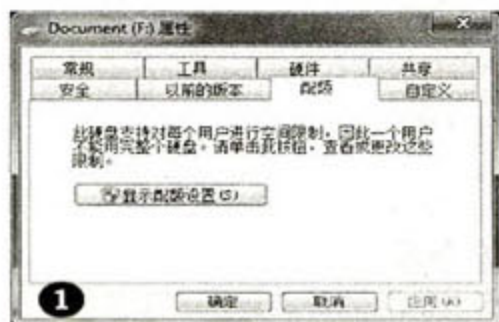 Document (F:) 属性
常规 工具 硬件 共享
安全 以前的版本 配额 自定义
此硬盘支持对每个用户进行空间限制,因此一个用户
不能用完整个硬盘。请单击此按钮,查看或更改这些
限制。
显示配额设置(S)
1
确定 取消 应用(A)